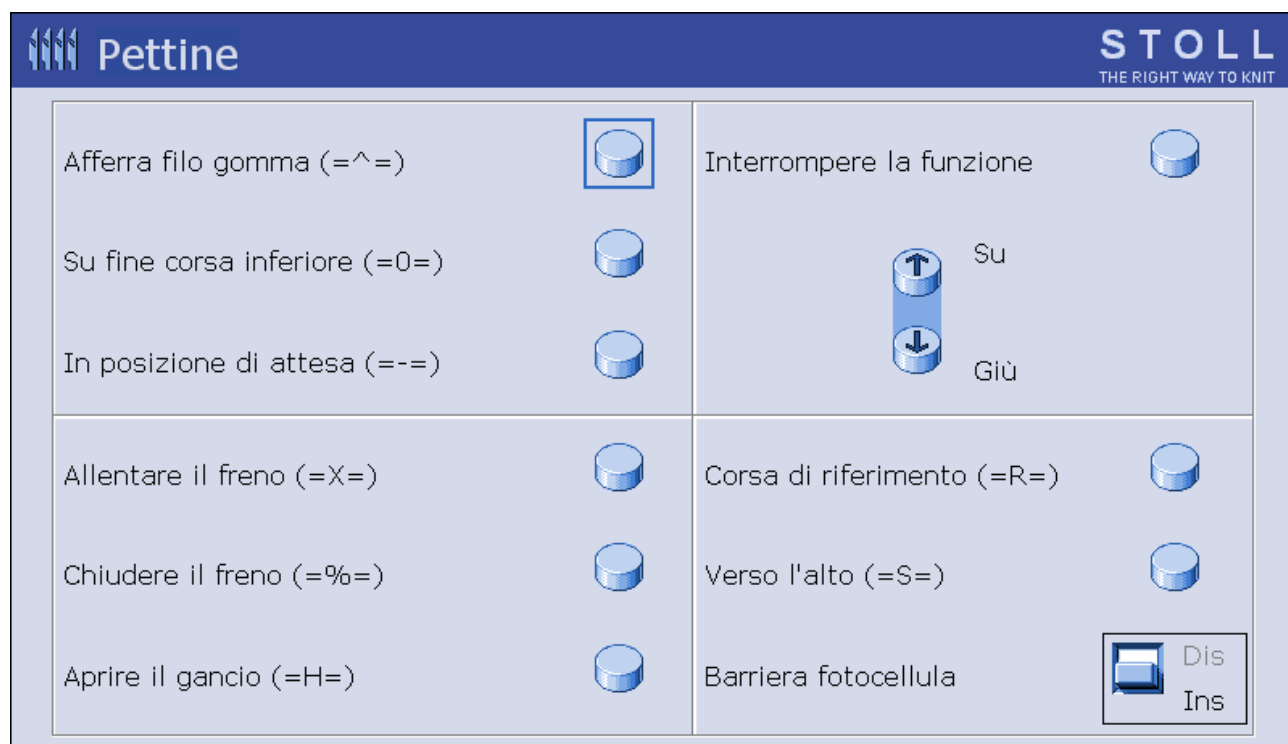 Pettine
STOLL
THE RIGHT WAY TO KNIT
Afferra filo gomma (=^=)
Su fine corsa inferiore (=0=)
In posizione di attesa (=-=)
Interrompere la funzione
Su
Giù
Allentare il freno (=X=)
Chiudere il freno (=%=)
Aprire il gancio (=H=)
Corsa di riferimento (=R=)
Verso l'alto (=S=)
Barriera fotocellula
Dis
Ins